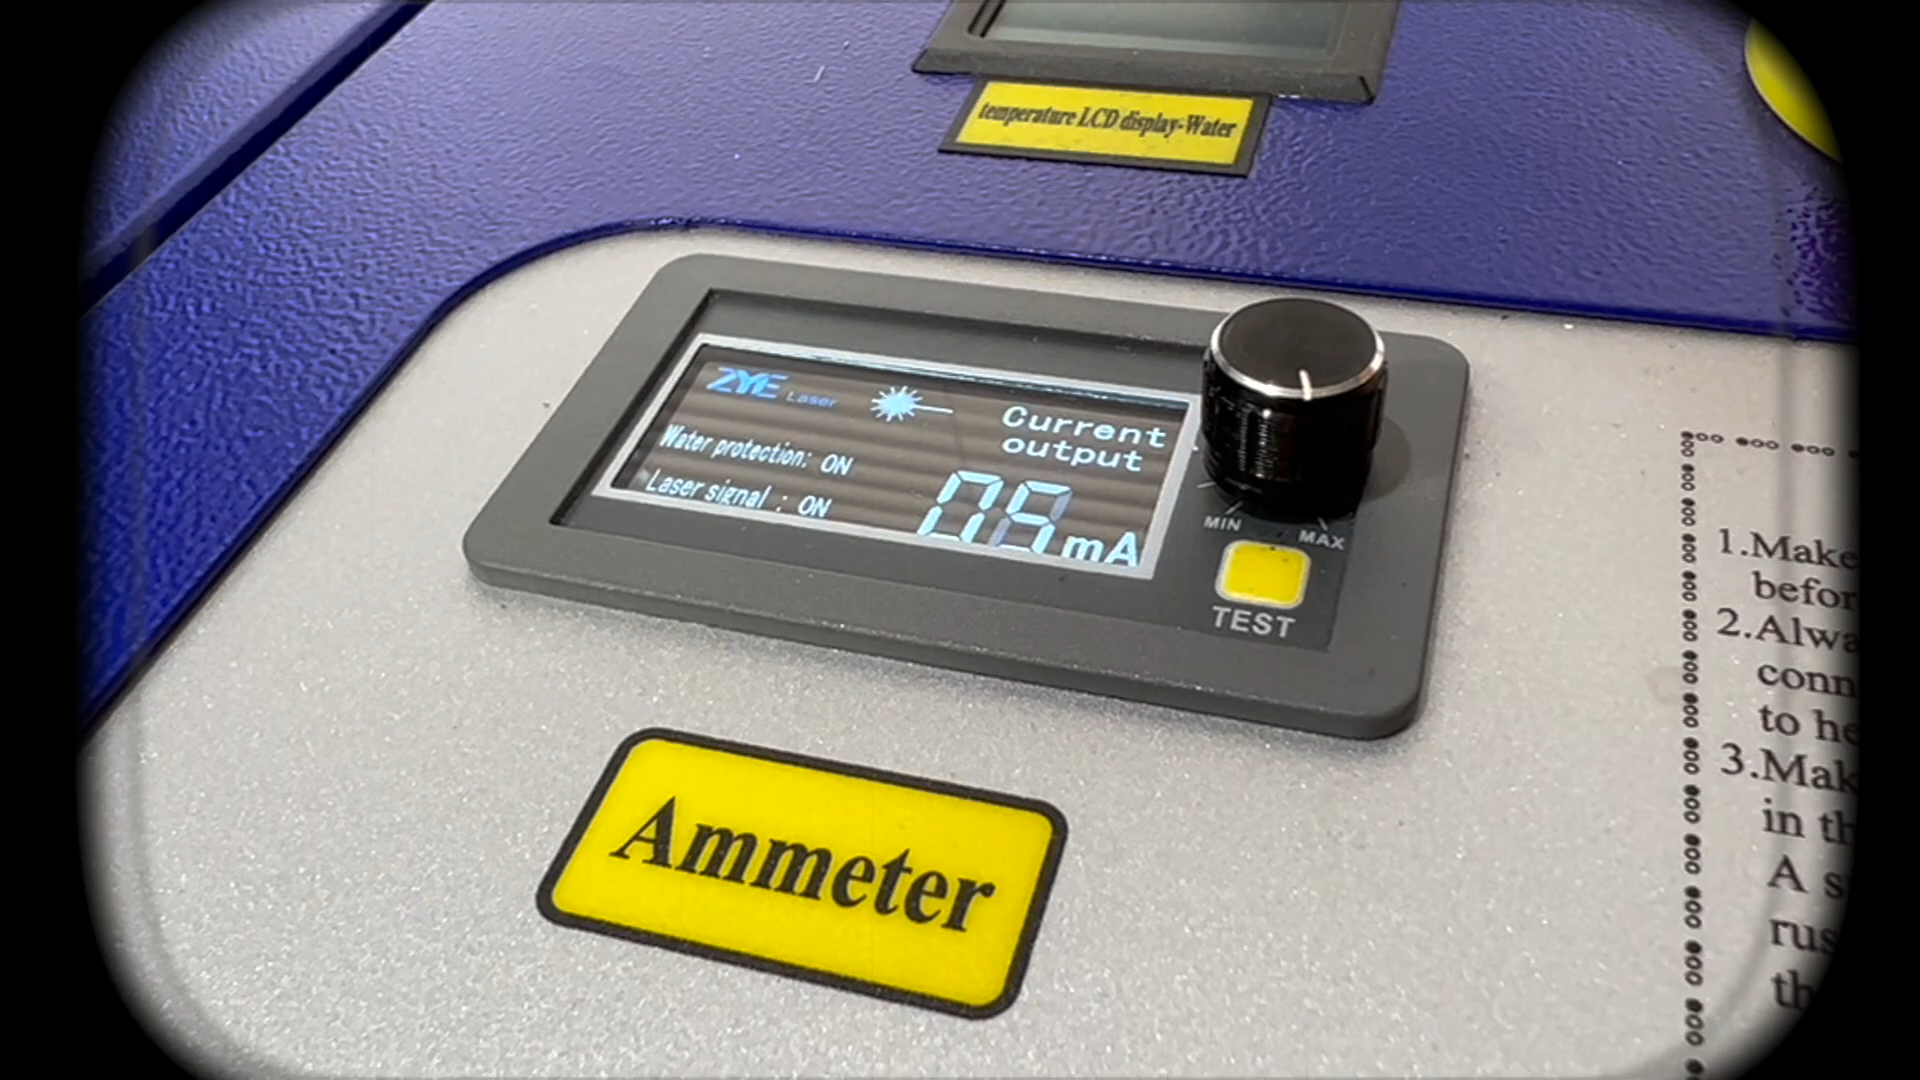 temperature LCD display-Water
ZYE Laser
Current
output
Water protection: ON
Laser signal : ON
mA
MIN
MAX
TEST
Ammeter
1.Make
befor
2.Alwa
conn
to he
3.Mak
in th
A s
rus
th